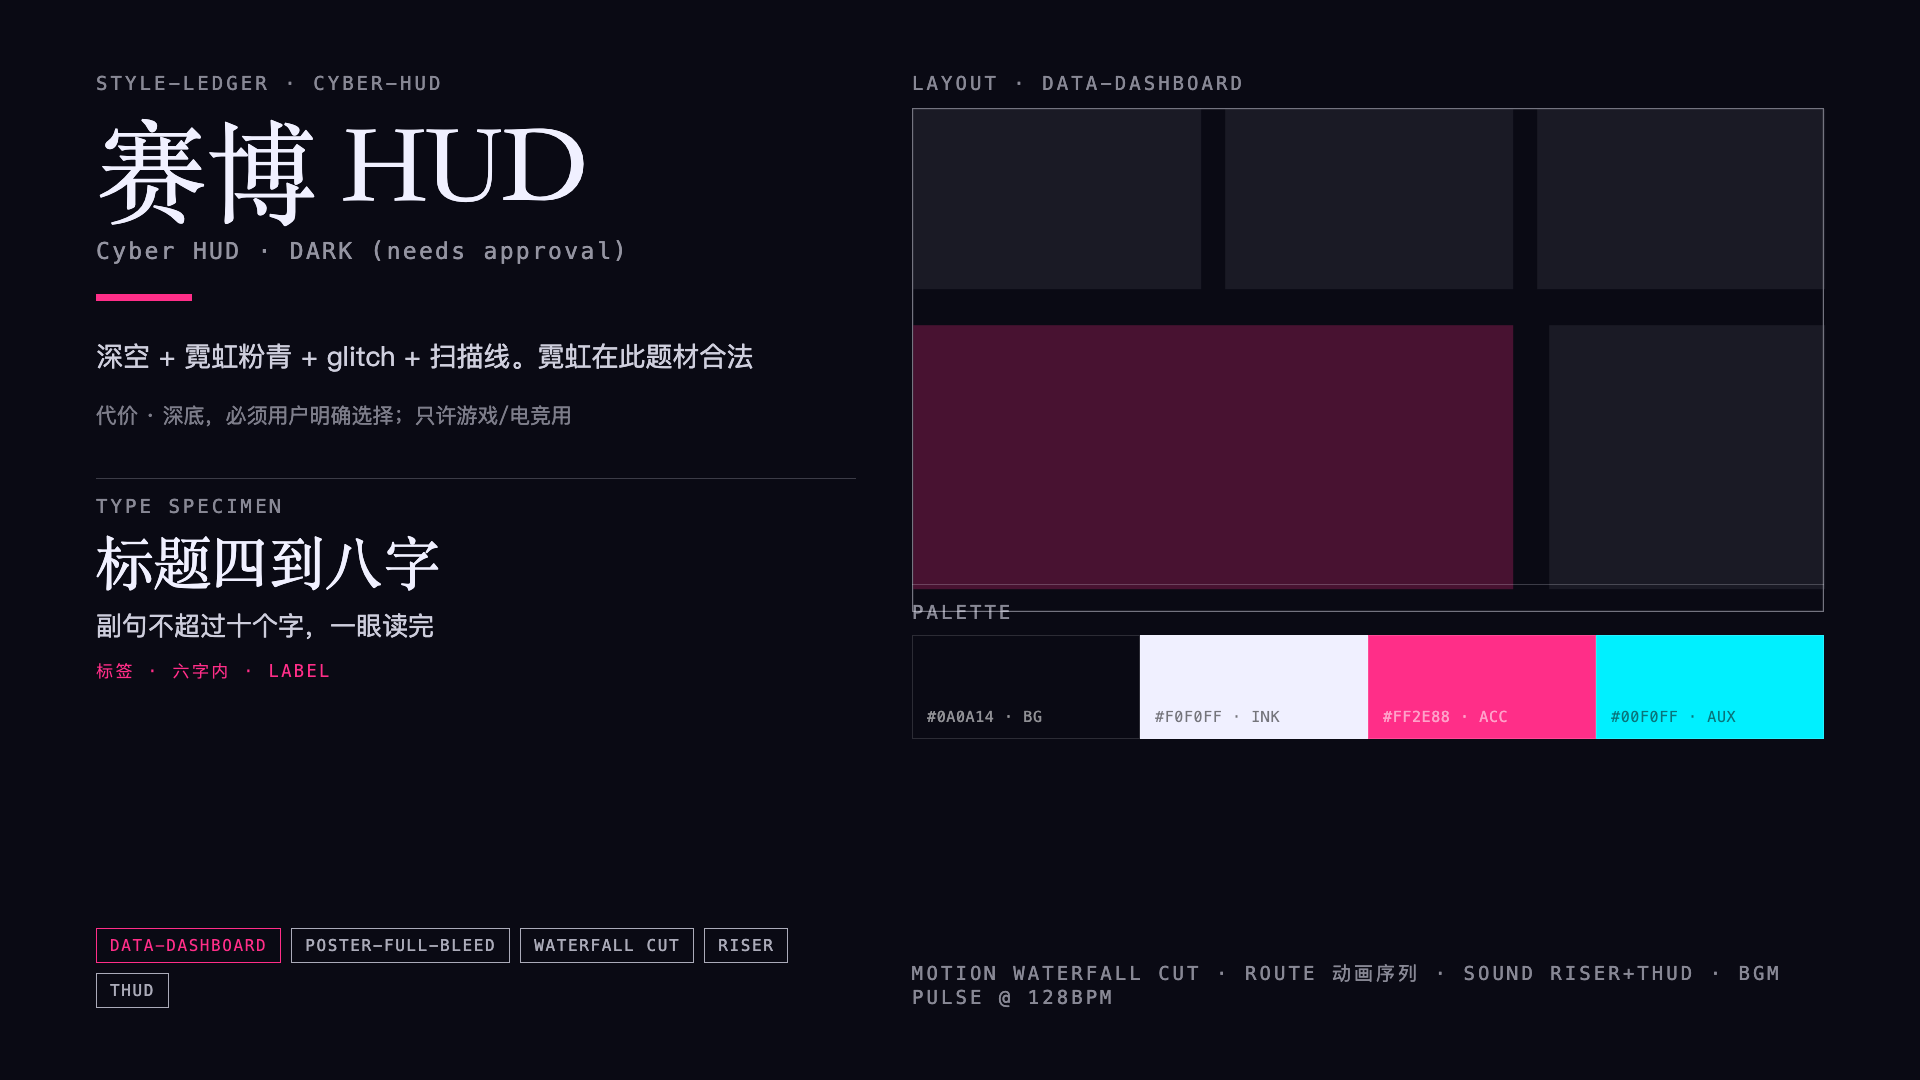 STYLE-LEDGER · CYBER-HUD
赛博 HUD
Cyber HUD · DARK (needs approval)
深空 + 霓虹粉青 + glitch + 扫描线。霓虹在此题材合法
代价 · 深底，必须用户明确选择；只许游戏/电竞用
TYPE SPECIMEN
标题四到八字
副句不超过十个字，一眼读完
标签 · 六字内 · LABEL
DATA-DASHBOARD
POSTER-FULL-BLEED
WATERFALL CUT
RISER
THUD
LAYOUT · DATA-DASHBOARD
PALETTE
#0A0A14 · BG
#F0F0FF · INK
#FF2E88 · ACC
#00F0FF · AUX
MOTION WATERFALL CUT · ROUTE 动画序列 · SOUND RISER+THUD · BGM
PULSE @ 128BPM